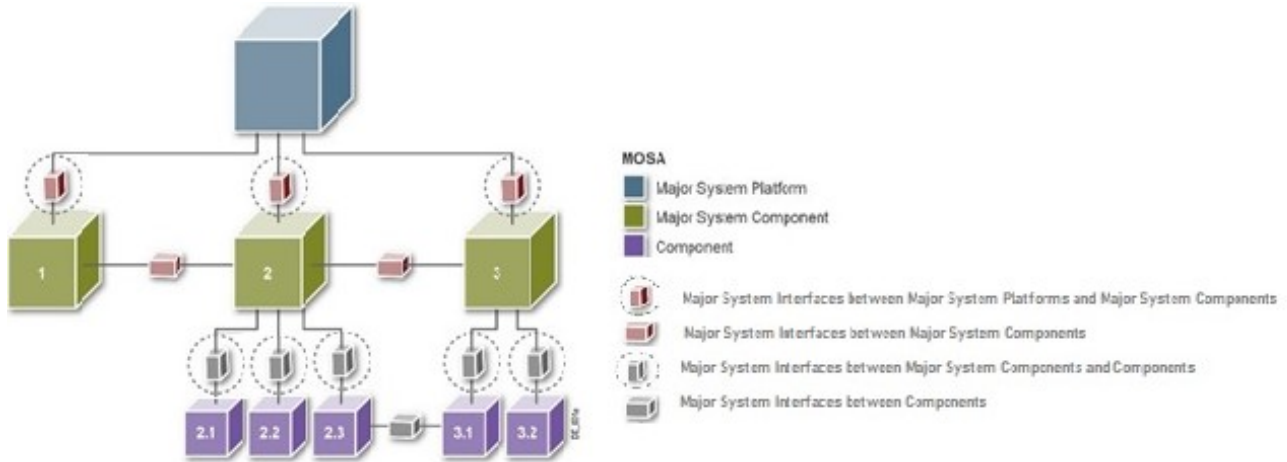 MOSA
Major System Platform
Major System Component
Component
1
2
3
Major System Interfaces between Major System Platforms and Major System Components
Major System Interfaces between Major System Components
Major System Interfaces between Major System Components and Components
Major System Interfaces between Components
2.1
2.2
2.3
3.1
3.2